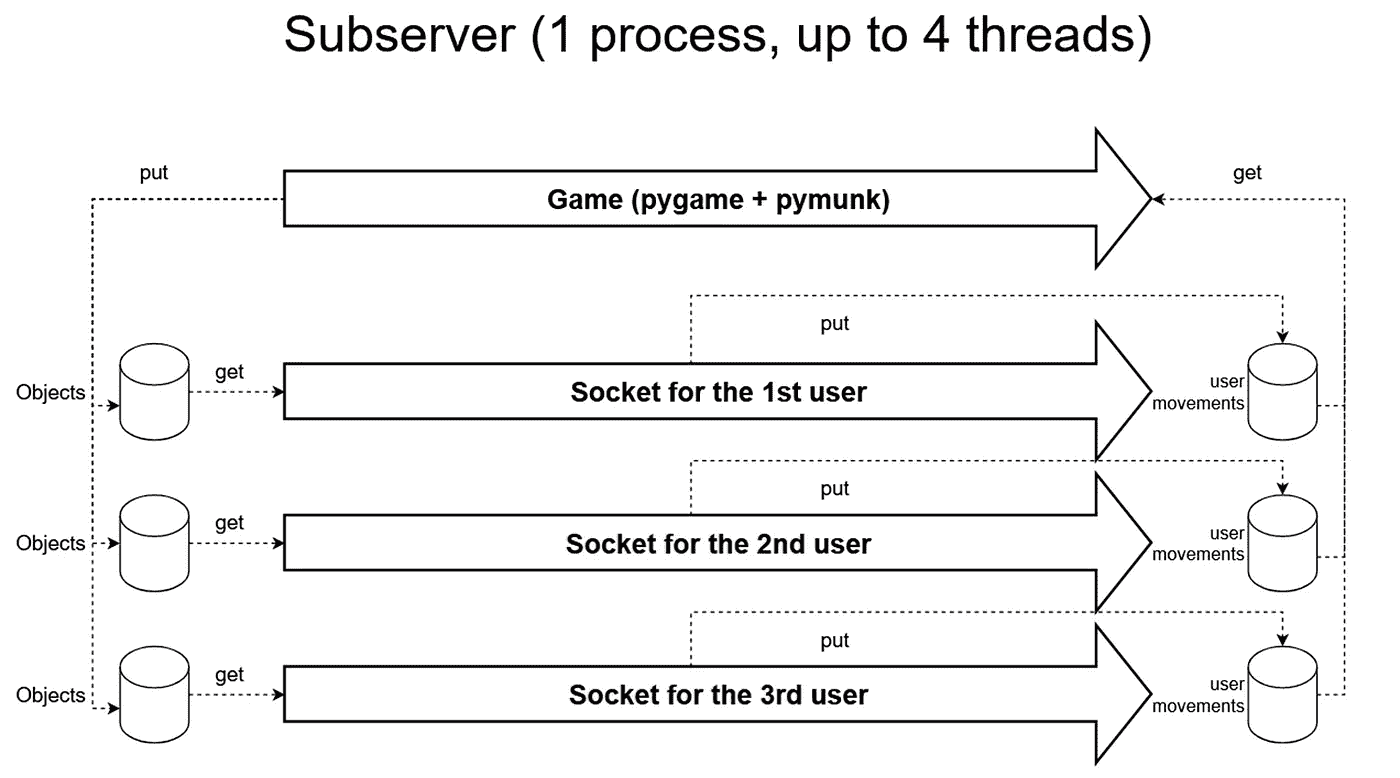 Subserver (1 process, up to 4 threads)
put
get
Game (pygame + pymunk)
put
Objects
get
Socket for the 1st user
user
movements
put
Objects
get
Socket for the 2nd user
user
movements
put
Objects
get
Socket for the 3rd user
user
movements